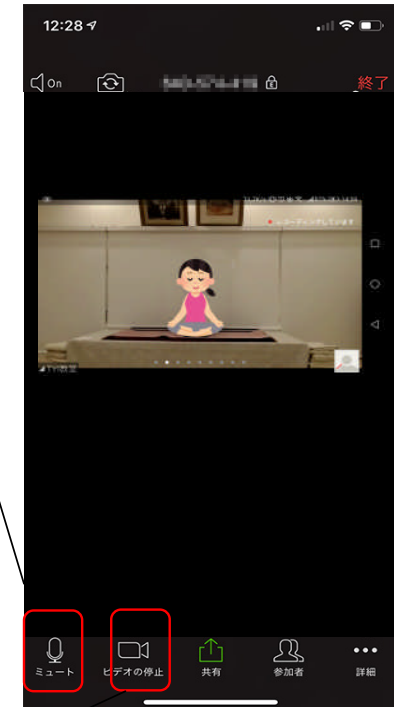 12:28
On
終了
レコーディングしています
ミュート
ビデオの停止
共有
参加者
詳細